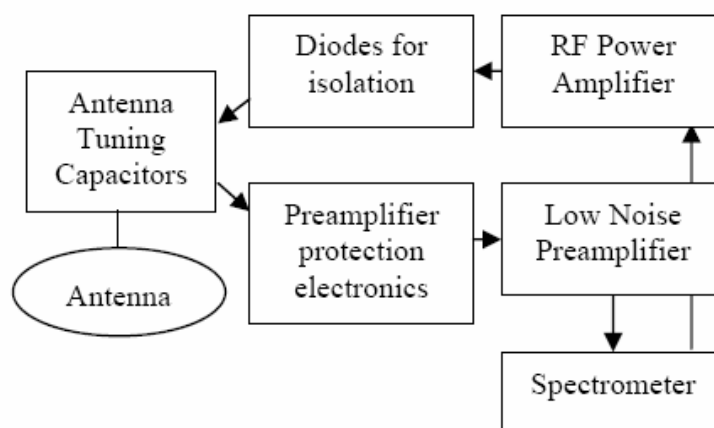 Diodes for
isolation
RF Power
Amplifier
Antenna
Tuning
Capacitors
Preamplifier
protection
electronics
Low Noise
Preamplifier
Antenna
Spectrometer